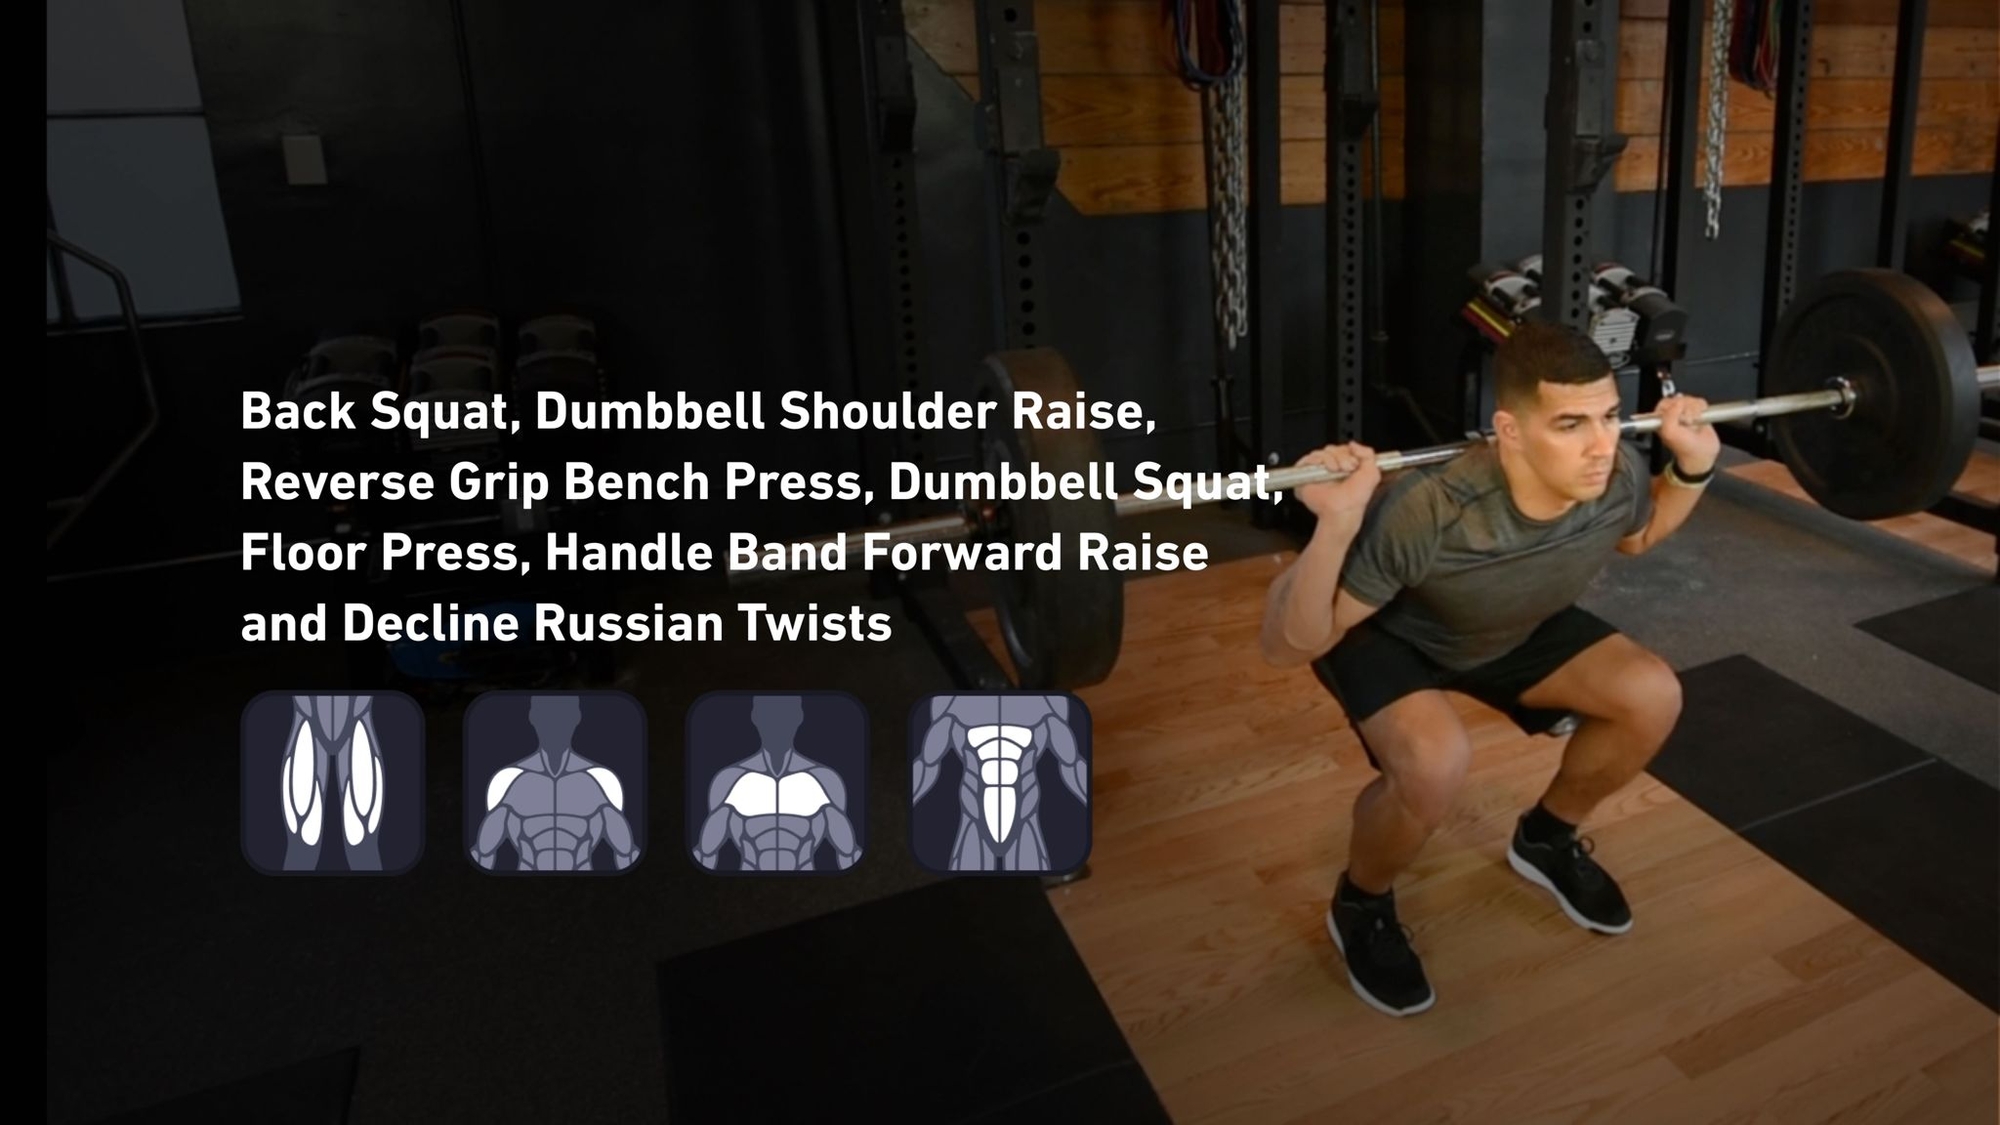 Back Squat, Dumbbell Shoulder Raise,
Reverse Grip Bench Press, Dumbbell Squat,
Floor Press, Handle Band Forward Raise
and Decline Russian Twists